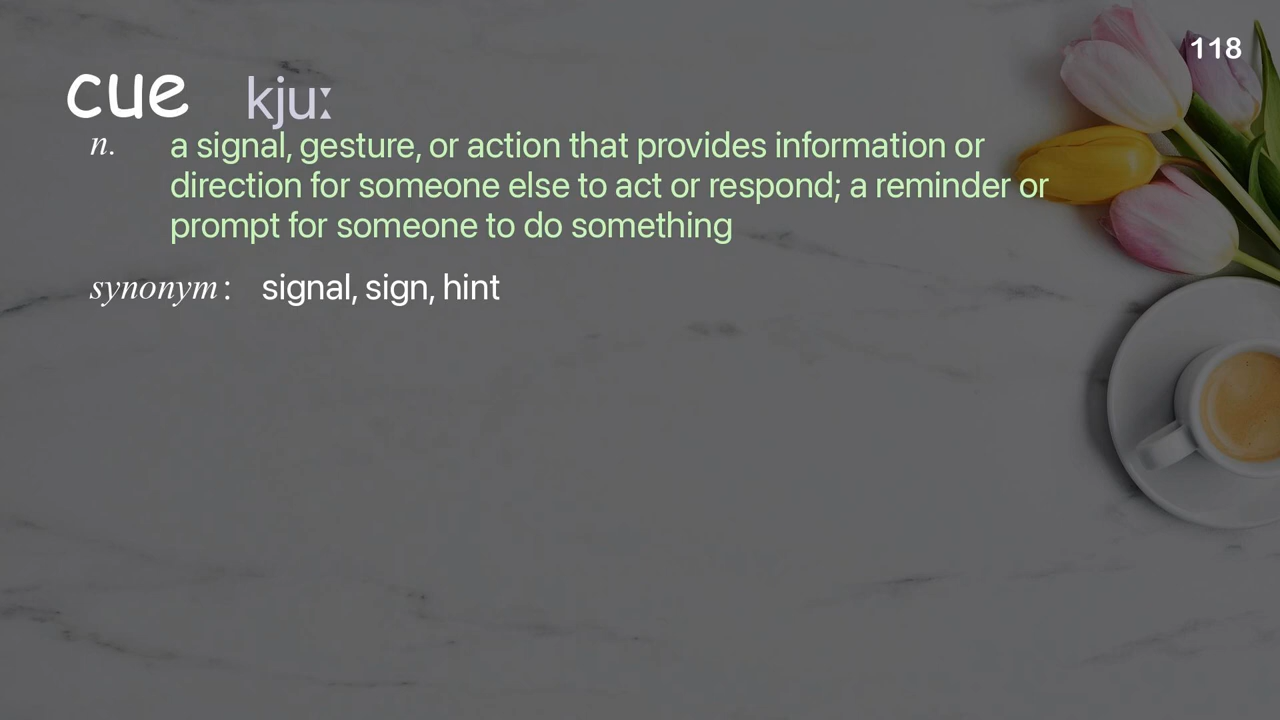 118
cue kjuː
n. a signal, gesture, or action that provides information or
direction for someone else to act or respond; a reminder or
prompt for someone to do something
synonym: signal, sign, hint